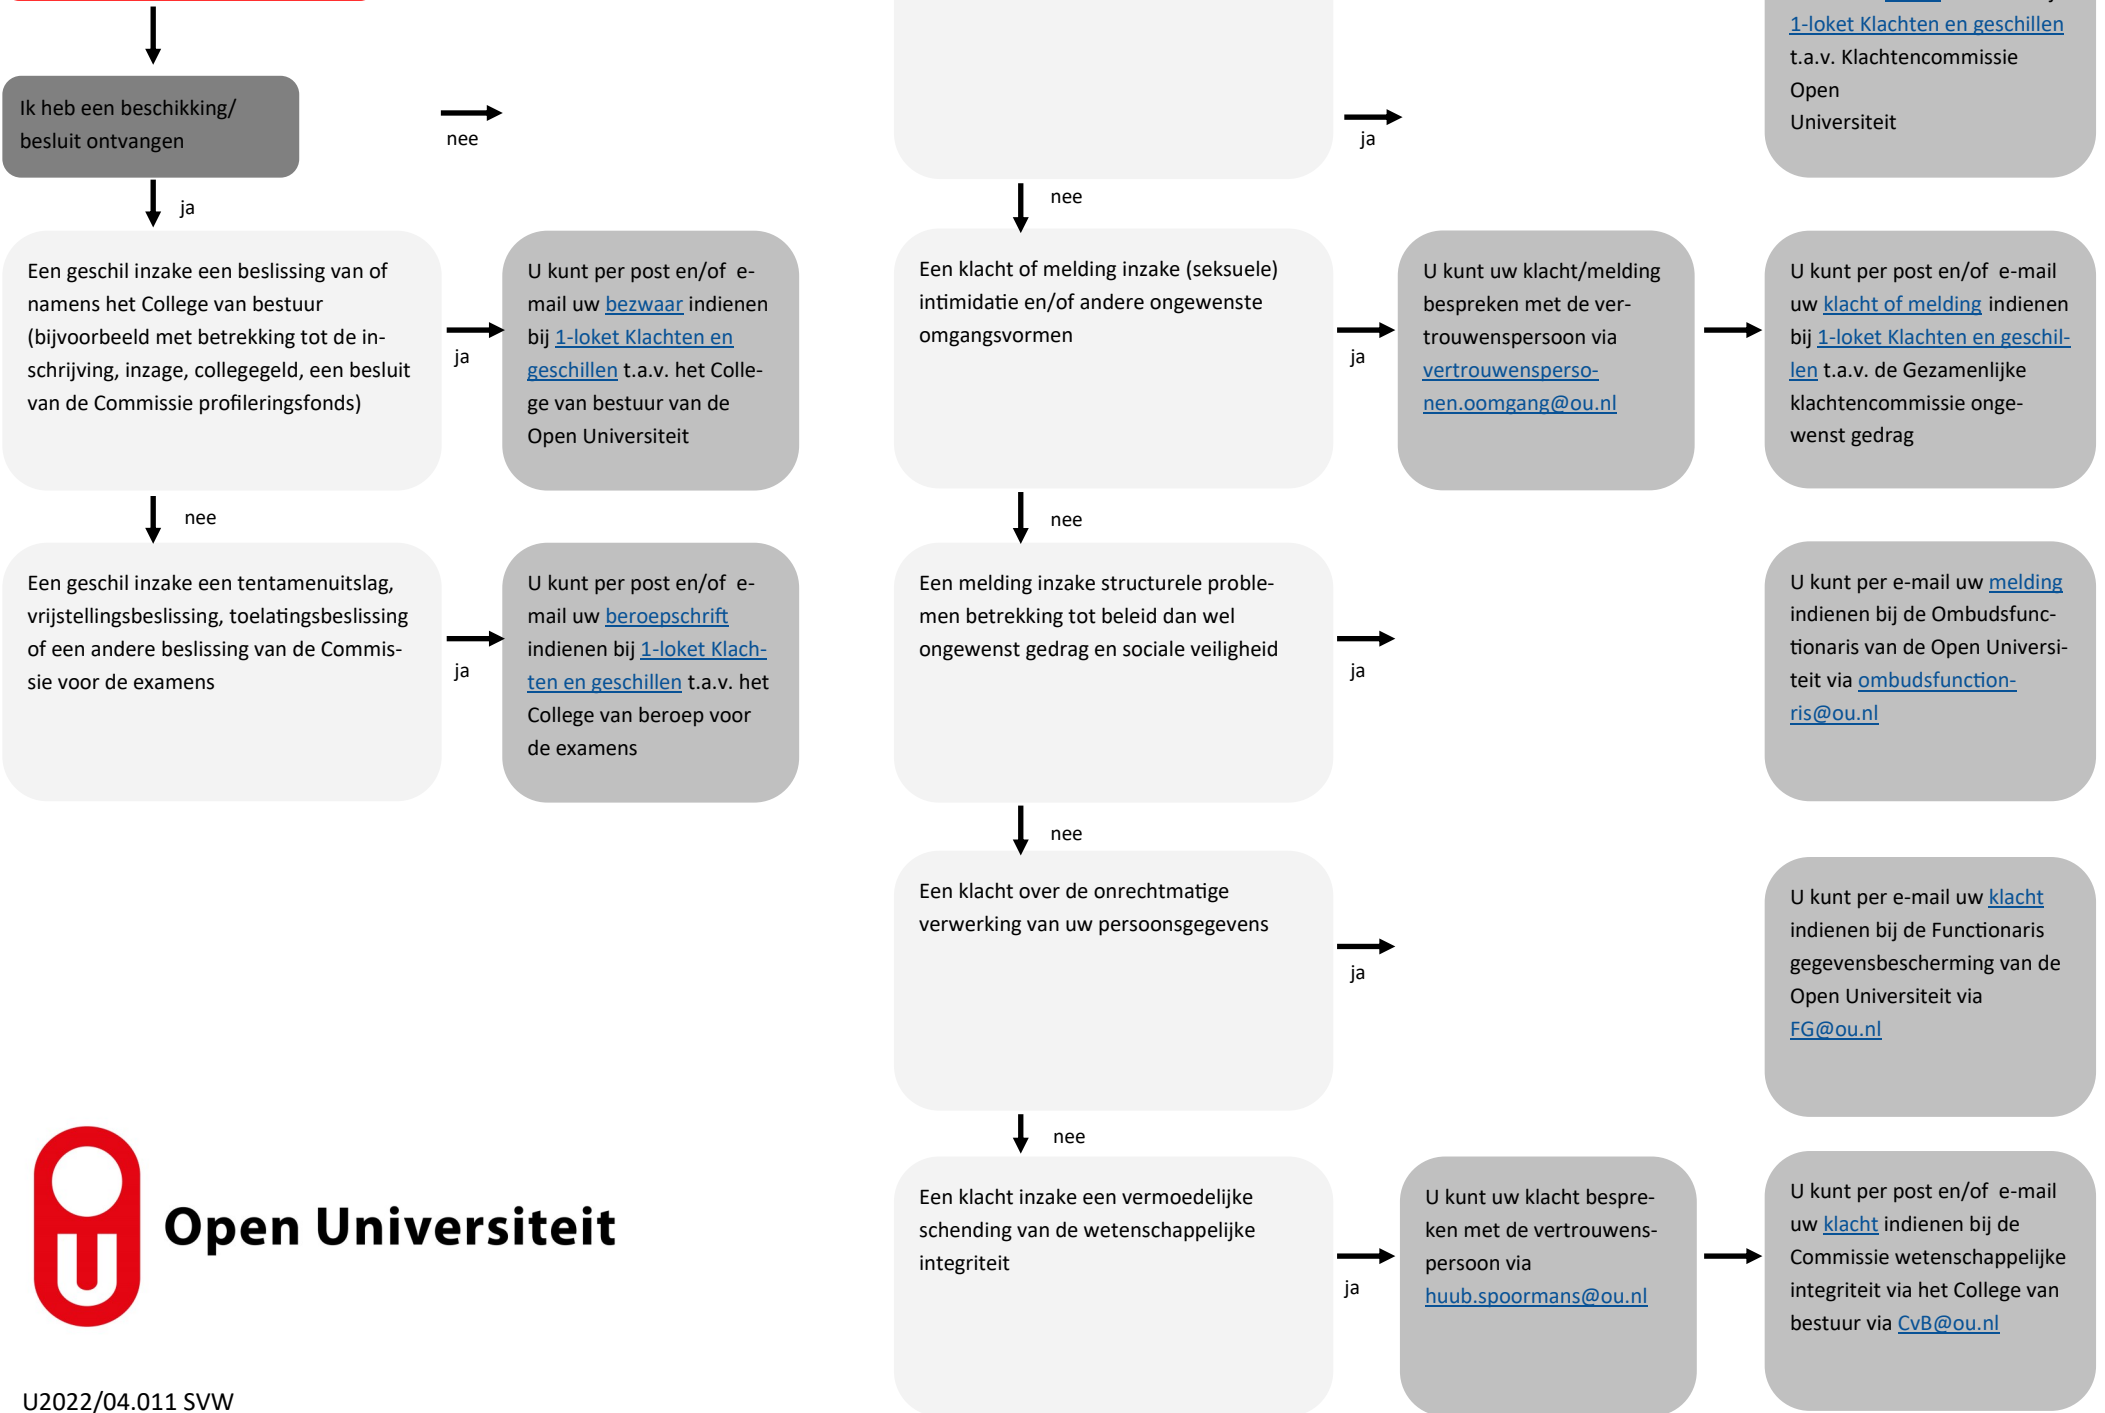 1-loket Klachten en geschillen
t.a.v. Klachtencommissie
Open
Universiteit
Ik heb een beschikking/
besluit ontvangen
nee
ja
ja
nee
Een geschil inzake een beslissing van of
namens het College van bestuur
(bijvoorbeeld met betrekking tot de in-
schrijving, inzage, collegegeld, een besluit
van de Commissie profileringsfonds)
ja
U kunt per post en/of e-
mail uw bezwaar indienen
bij 1-loket Klachten en
geschillen t.a.v. het Colle-
ge van bestuur van de
Open Universiteit
nee
Een geschil inzake een tentamenuitslag,
vrijstellingsbeslissing, toelatingsbeslissing
of een andere beslissing van de Commis-
sie voor de examens
ja
U kunt per post en/of e-
mail uw beroepschrift
indienen bij 1-loket Klach-
ten en geschillen t.a.v. het
College van beroep voor
de examens
Een klacht of melding inzake (seksuele)
intimidatie en/of andere ongewenste
omgangsvormen
ja
U kunt uw klacht/melding
bespreken met de ver-
trouwenspersoon via
vertrouwensperso-
nen.oomgang@ou.nl
U kunt per post en/of e-mail
uw klacht of melding indienen
bij 1-loket Klachten en geschil-
len t.a.v. de Gezamenlijke
klachtencommissie onge-
wenst gedrag
nee
Een melding inzake structurele proble-
men betrekking tot beleid dan wel
ongewenst gedrag en sociale veiligheid
ja
U kunt per e-mail uw melding
indienen bij de Ombudsfunc-
tionaris van de Open Universi-
teit via ombudsfunction-
ris@ou.nl
nee
Een klacht over de onrechtmatige
verwerking van uw persoonsgegevens
ja
U kunt per e-mail uw klacht
indienen bij de Functionaris
gegevensbescherming van de
Open Universiteit via
FG@ou.nl
nee
Een klacht inzake een vermoedelijke
schending van de wetenschappelijke
integriteit
ja
U kunt uw klacht bespre-
ken met de vertrouwens-
persoon via
huub.spoormans@ou.nl
U kunt per post en/of e-mail
uw klacht indienen bij de
Commissie wetenschappelijke
integriteit via het College van
bestuur via CvB@ou.nl
Open Universiteit
U2022/04.011 SVW